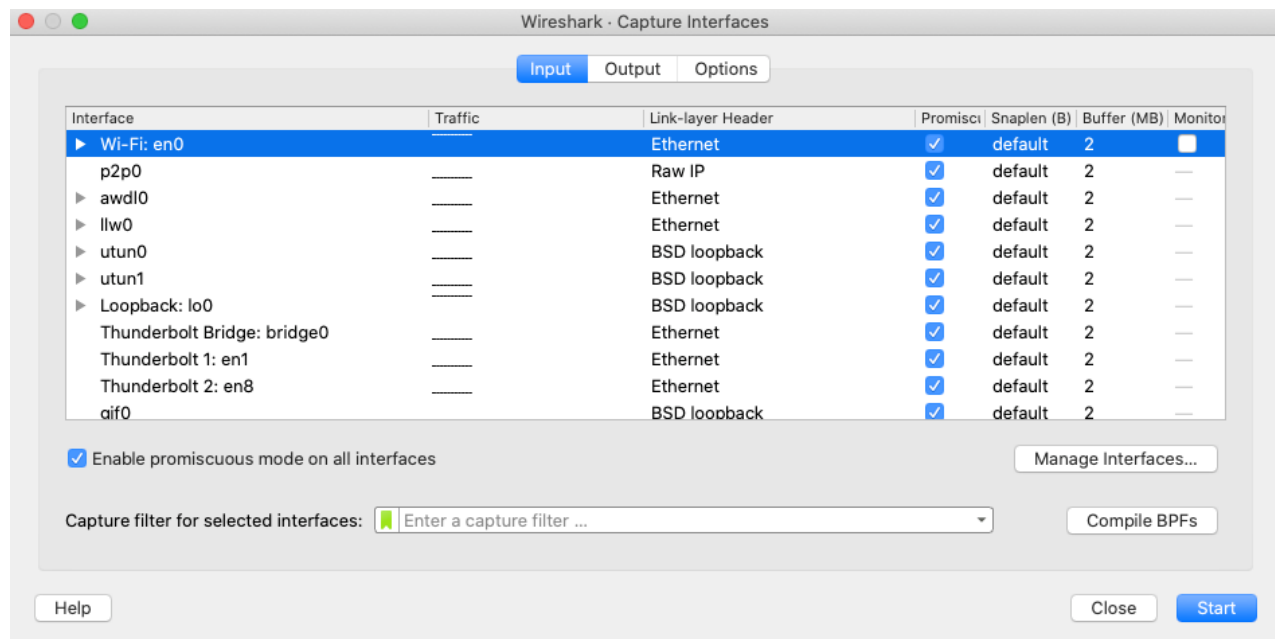 Wireshark · Capture Interfaces
Input Output Options
Interface Traffic Link-layer Header Promiscu Snaplen (B) Buffer (MB) Monitor
Wi-Fi: en0 Ethernet default 2
p2p0 Raw IP default 2 —
awdl0 Ethernet default 2 —
llw0 Ethernet default 2 —
utun0 BSD loopback default 2 —
utun1 BSD loopback default 2 —
Loopback: lo0 BSD loopback default 2 —
Thunderbolt Bridge: bridge0 Ethernet default 2 —
Thunderbolt 1: en1 Ethernet default 2 —
Thunderbolt 2: en8 Ethernet default 2 —
gif0 BSD loopback default 2 —
Enable promiscuous mode on all interfaces Manage Interfaces...
Capture filter for selected interfaces: Enter a capture filter ... Compile BPFs
Help Close Start